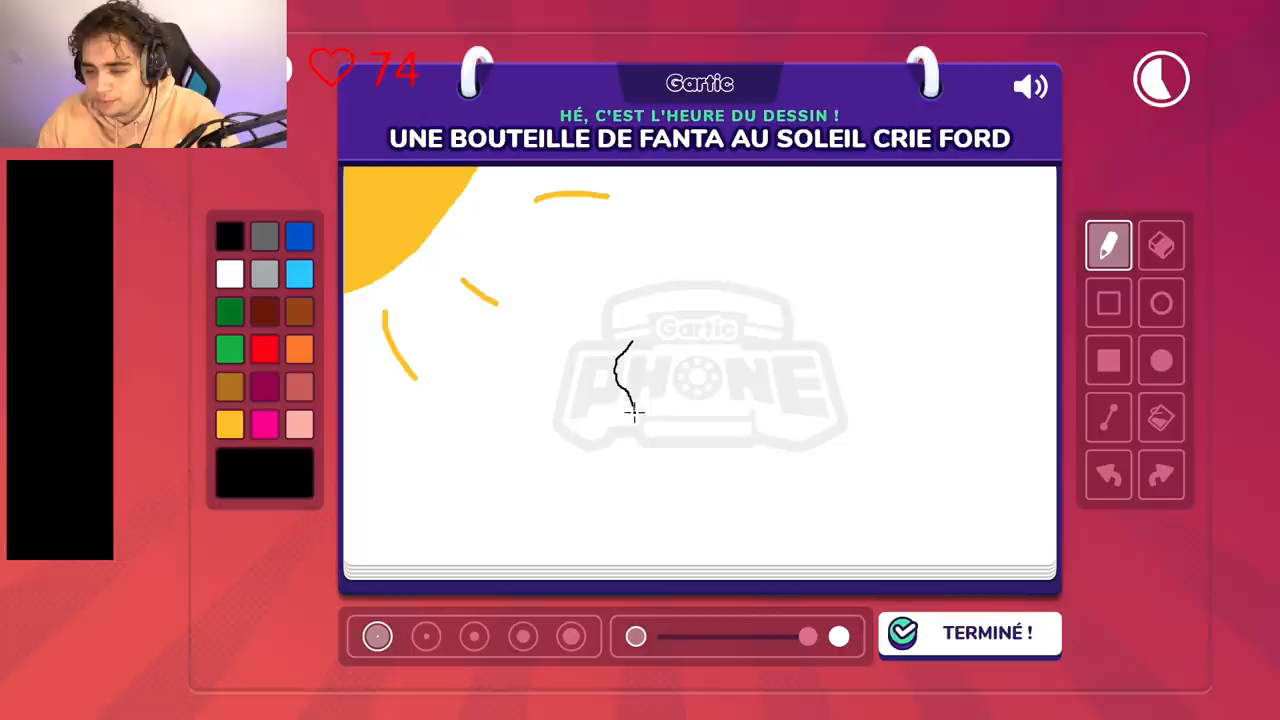 74
Gartic
HÉ, C'EST L'HEURE DU DESSIN !
UNE BOUTEILLE DE FANTA AU SOLEIL CRIE FORD
Gartic
PHONE
TERMINÉ !